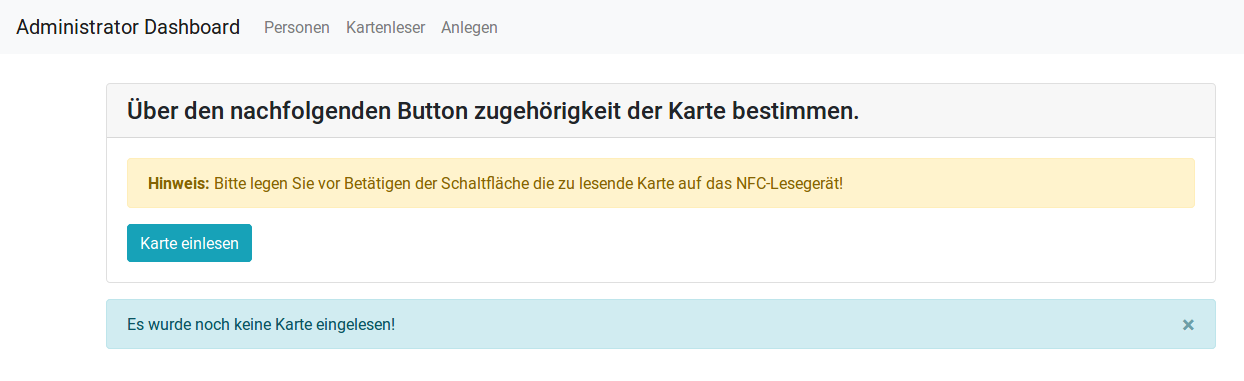 Administrator Dashboard Personen Kartenleser Anlegen
Über den nachfolgenden Button zugehörigkeit der Karte bestimmen.
Hinweis: Bitte legen Sie vor Betätigen der Schaltfläche die zu lesende Karte auf das NFC-Lesegerät!
Karte einlesen
Es wurde noch keine Karte eingelesen! ×